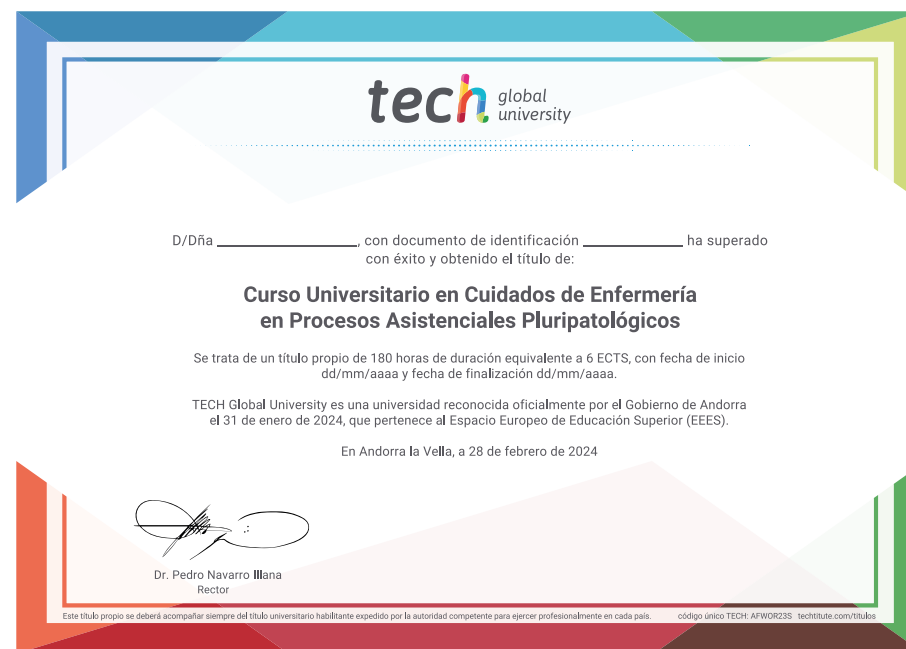 tech global university
D/Dña ____________________, con documento de identificación ______________ ha superado
con éxito y obtenido el título de:
Curso Universitario en Cuidados de Enfermería
en Procesos Asistenciales Pluripatológicos
Se trata de un título propio de 180 horas de duración equivalente a 6 ECTS, con fecha de inicio
dd/mm/aaaa y fecha de finalización dd/mm/aaaa.
TECH Global University es una universidad reconocida oficialmente por el Gobierno de Andorra
el 31 de enero de 2024, que pertenece al Espacio Europeo de Educación Superior (EEES).
En Andorra la Vella, a 28 de febrero de 2024
Dr. Pedro Navarro Illana
Rector
Este título propio se deberá acompañar siempre del título universitario habilitante expedido por la autoridad competente para ejercer profesionalmente en cada país. código único TECH: AFWOR23S techtitute.com/titulos